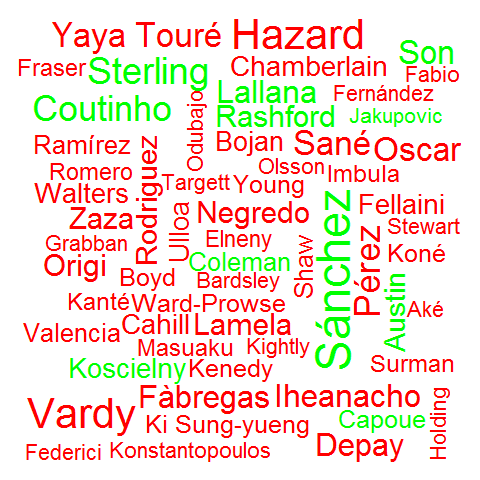 Yaya Touré
Hazard
Son
Fraser
Sterling
Chamberlain
Fabio
Coutinho
Odubajo
Lallana
Fernández
Rashford
Jakupovic
Ramírez
Rodriguez
Bojan
Sané
Oscar
Romero
Targett
Olsson
Imbula
Walters
Young
Zaza
Ulloa
Negredo
Sánchez
Fellaini
Grabban
Elneny
Pérez
Stewart
Origi
Coleman
Shaw
Koné
Boyd
Bardsley
Austin
Kanté
Ward-Prowse
Aké
Valencia
Cahill
Lamela
Masuaku
Kightly
Koscielny
Kenedy
Surman
Vardy
Fàbregas
Iheanacho
Holding
Ki Sung-yueng
Capoue
Federici
Konstantopoulos
Depay